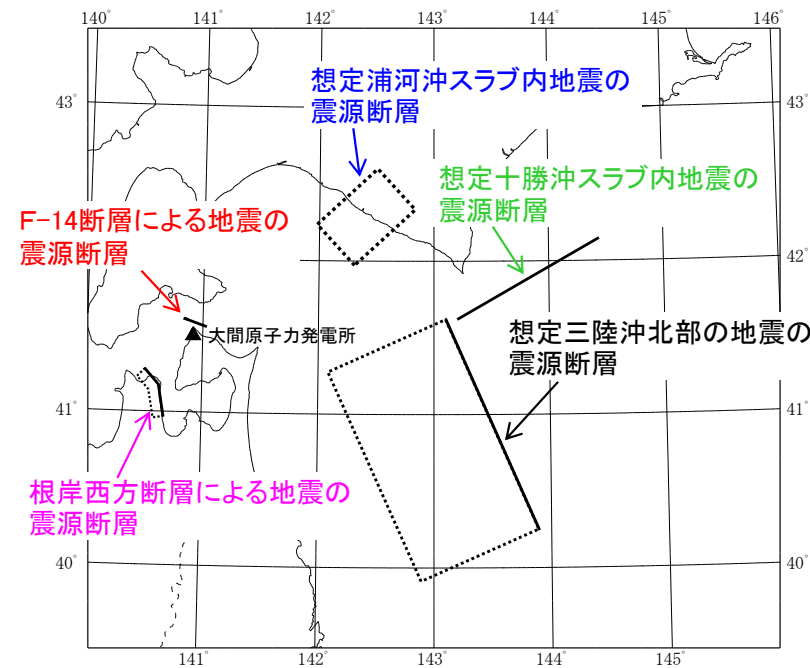 140°
141°
142°
143°
144°
145°
146°
43°
43°
想定浦河沖スラブ内地震の
震源断層
想定十勝沖スラブ内地震の
震源断層
F-14断層による地震の
震源断層
42°
大間原子力発電所
想定三陸沖北部の地震の
震源断層
41°
41°
根岸西方断層による地震の
震源断層
40°
40°
141°
142°
143°
144°
145°